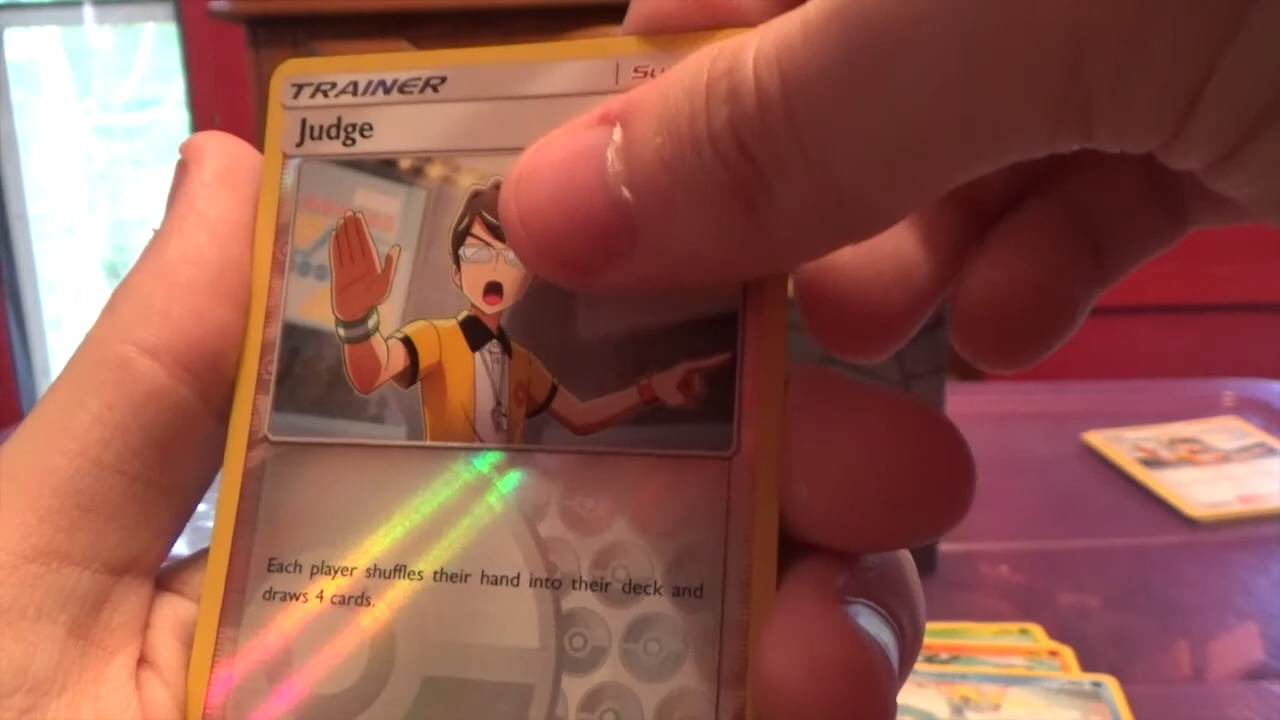 TRAINER
Judge
Each player shuffles their hand into their deck and
draws 4 cards.